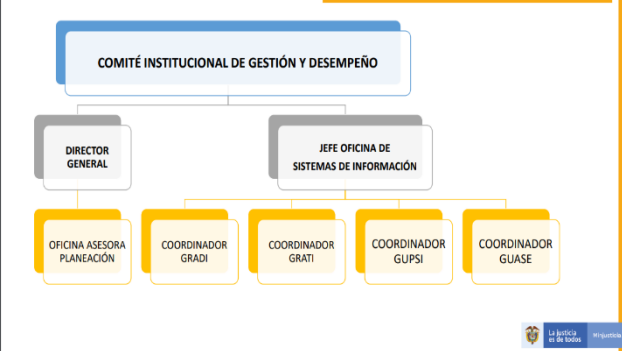 COMITÉ INSTITUCIONAL DE GESTIÓN Y DESEMPEÑO
DIRECTOR
GENERAL
JEFE OFICINA DE
SISTEMAS DE INFORMACIÓN
OFICINA ASESORA
PLANEACIÓN
COORDINADOR
GRADI
COORDINADOR
GRATI
COORDINADOR
GUPSI
COORDINADOR
GUASE
La justicia
es de todos
Minjusticia